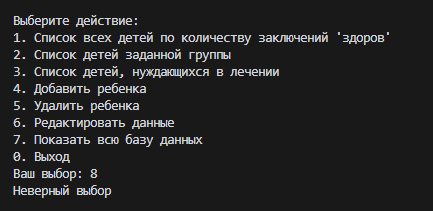 Выберите действие:
1. Список всех детей по количеству заключений 'здоров'
2. Список детей заданной группы
3. Список детей, нуждающихся в лечении
4. Добавить ребенка
5. Удалить ребенка
6. Редактировать данные
7. Показать всю базу данных
0. Выход
Ваш выбор: 8
Неверный выбор